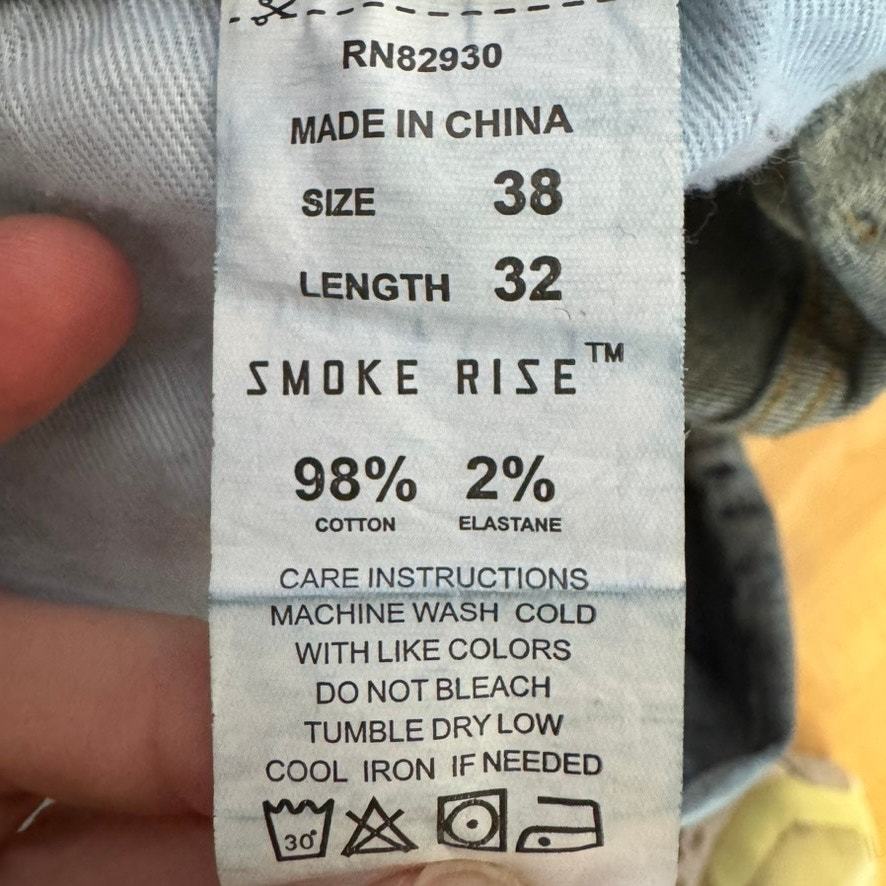 RN82930
MADE IN CHINA
SIZE 38
LENGTH 32
SMOKE RISE™
98% 2%
COTTON ELASTANE
CARE INSTRUCTIONS
MACHINE WASH COLD
WITH LIKE COLORS
DO NOT BLEACH
TUMBLE DRY LOW
COOL IRON IF NEEDED
30°